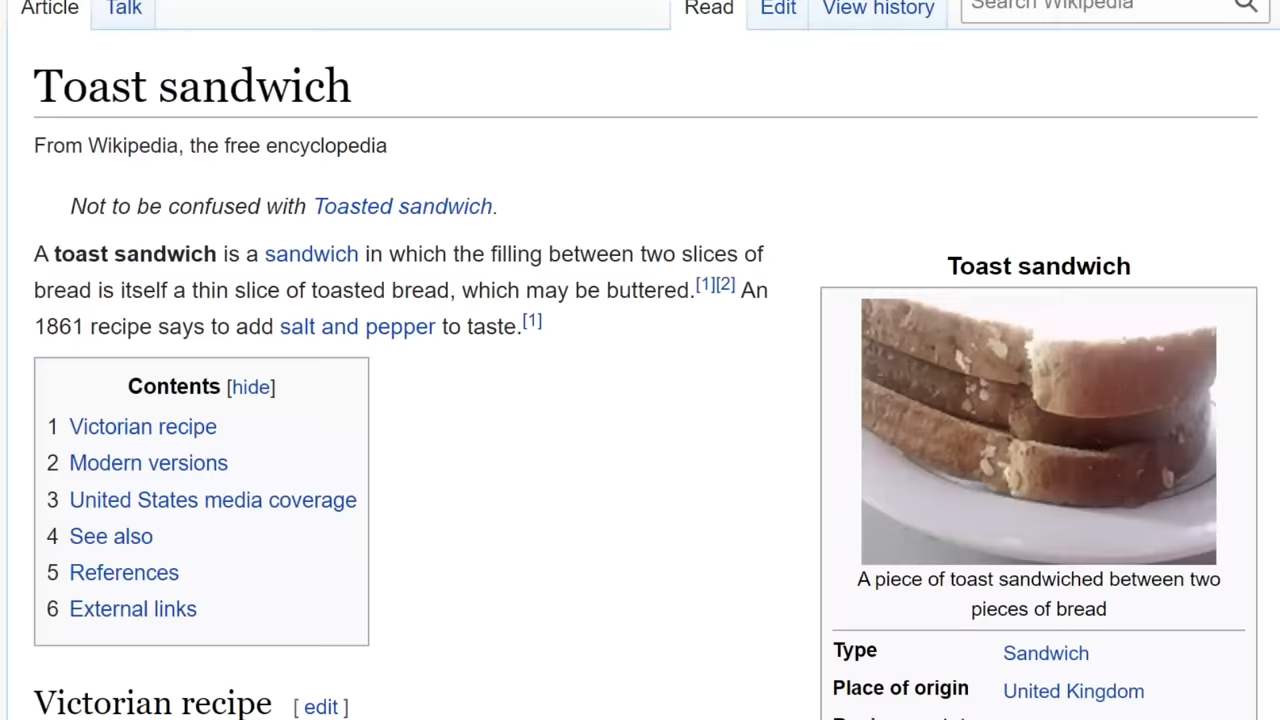 Article Talk Read Edit View history Search Wikipedia
Toast sandwich
From Wikipedia, the free encyclopedia
Not to be confused with Toasted sandwich.
A toast sandwich is a sandwich in which the filling between two slices of
bread is itself a thin slice of toasted bread, which may be buttered.[1][2] An
1861 recipe says to add salt and pepper to taste.[1]
Contents [hide]
1 Victorian recipe
2 Modern versions
3 United States media coverage
4 See also
5 References
6 External links
Victorian recipe [ edit ]
Toast sandwich
A piece of toast sandwiched between two
pieces of bread
Type Sandwich
Place of origin United Kingdom